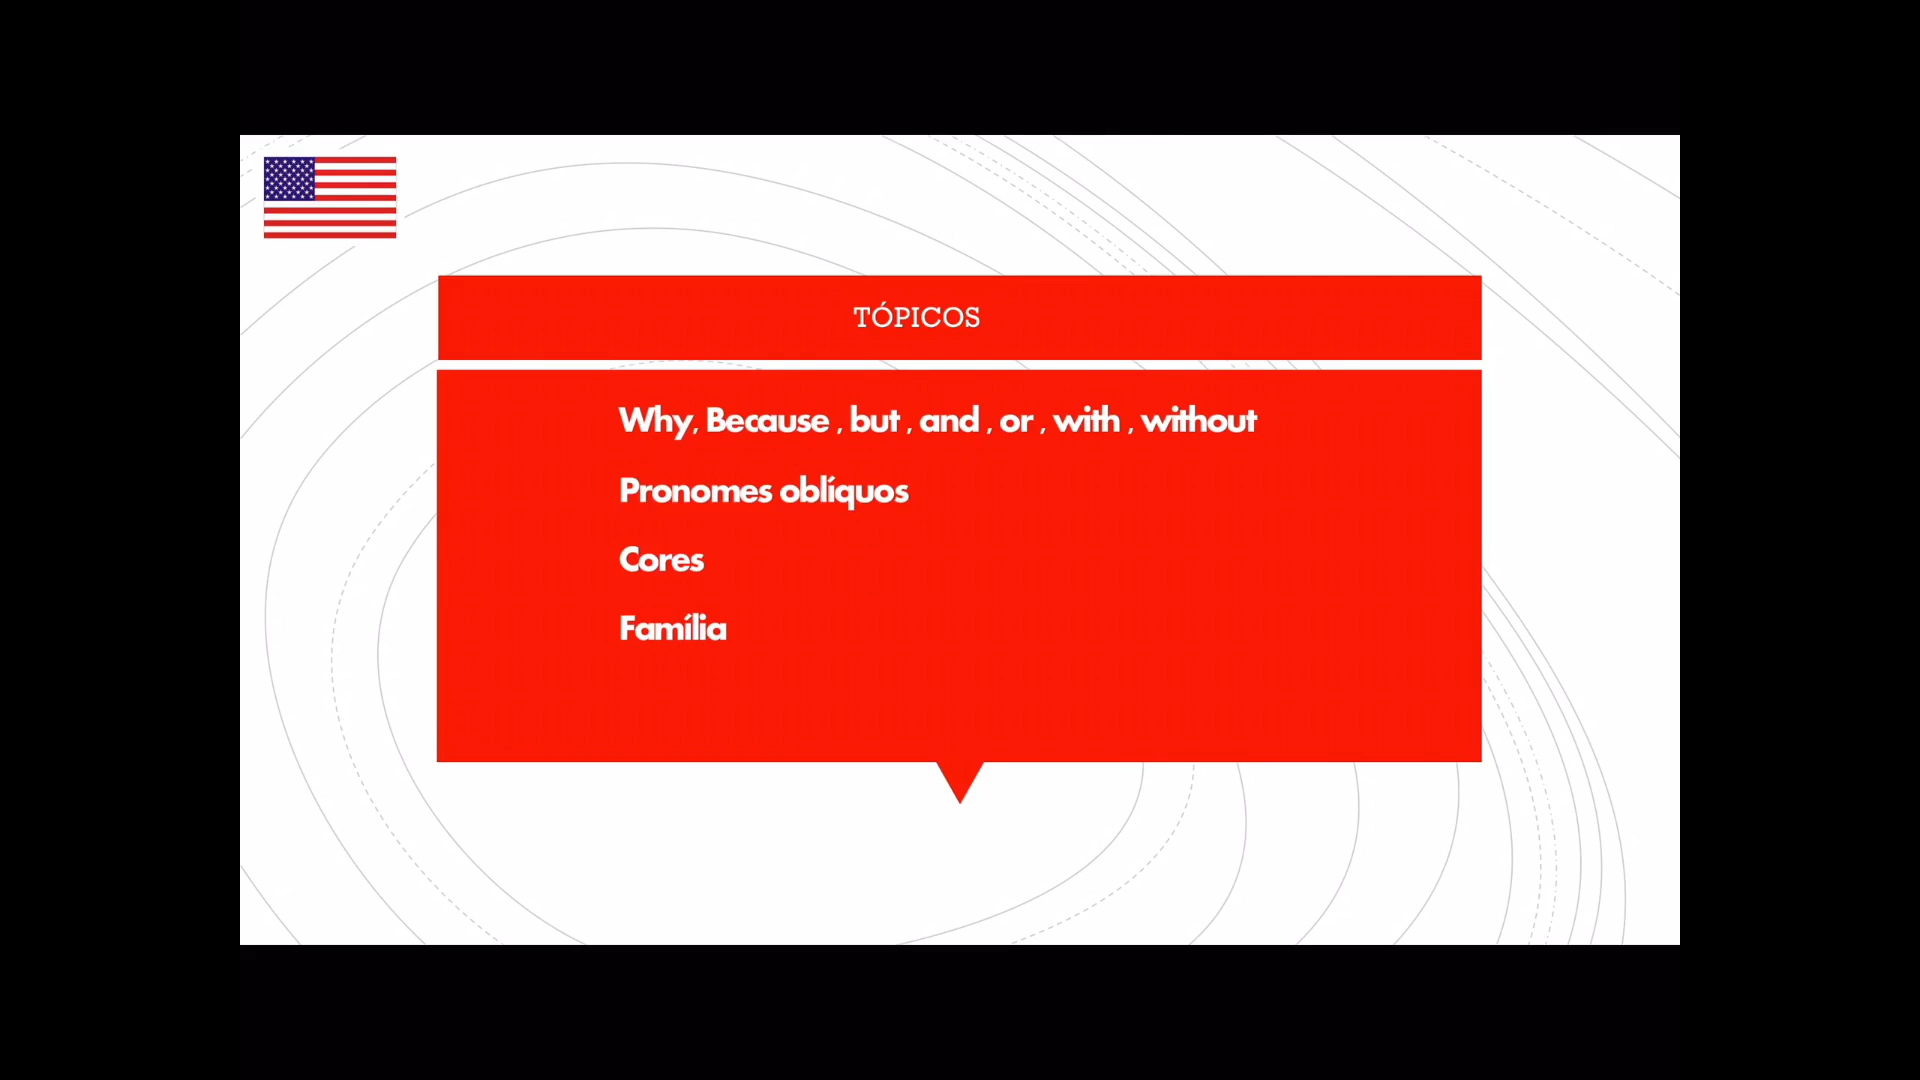 TÓPICOS
Why, Because , but , and , or , with , without
Pronomes oblíquos
Cores
Família